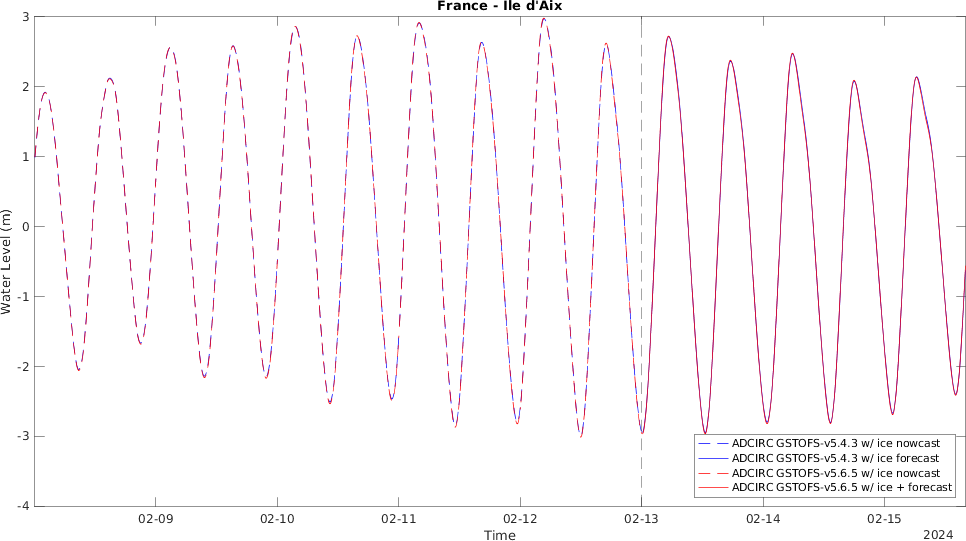 France - Ile d'Aix
3
2
1
0
-1
-2
-3
-4
Water Level (m)
02-09 02-10 02-11 02-12 02-13 02-14 02-15
Time
2024
ADCIRC GSTOFS-v5.4.3 w/ ice nowcast
ADCIRC GSTOFS-v5.4.3 w/ ice forecast
ADCIRC GSTOFS-v5.6.5 w/ ice nowcast
ADCIRC GSTOFS-v5.6.5 w/ ice + forecast